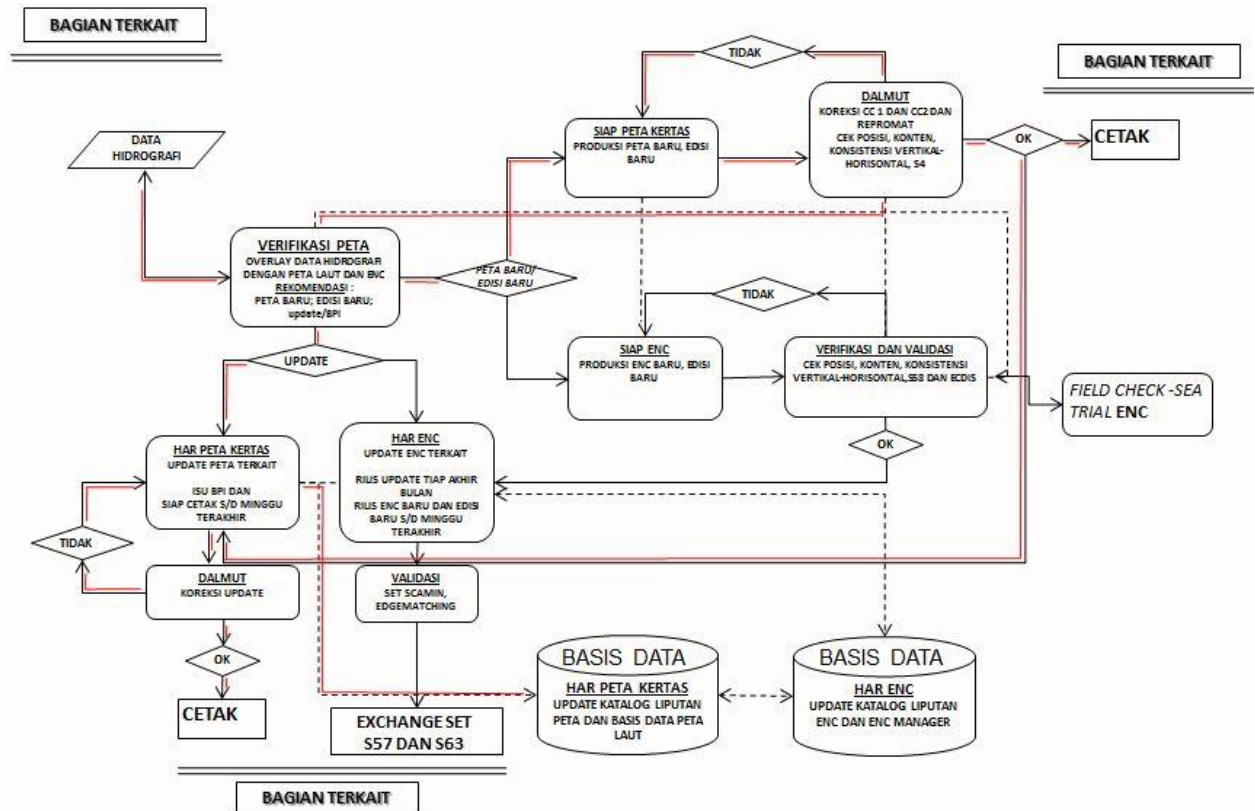 BAGIAN TERKAIT
TIDAK
BAGIAN TERKAIT
DATA
HIDROGRAFI
SIAP PETA KERTAS
PRODUKSI PETA BARU, EDISI
BARU
DALMUT
KOREKSI CC 1 DAN CC2 DAN
REPROMAT
CEK POSISI, KONTEN,
KONSISTENSI VERTIKAL-
HORISONTAL, S4
OK
CETAK
VERIFIKASI PETA
OVERLAY DATA HIDROGRAFI
DENGAN PETA LAUT DAN ENC
REKOMENDASI :
PETA BARU; EDISI BARU;
update/BPI
PETA BARU/
EDISI BARU
TIDAK
UPDATE
SIAP ENC
PRODUKSI ENC BARU, EDISI
BARU
VERIFIKASI DAN VALIDASI
CEK POSISI, KONTEN, KONSISTENSI
VERTIKAL-HORISONTAL,S58 DAN ECDIS
FIELD CHECK -SEA
TRIAL ENC
OK
HAR PETA KERTAS
UPDATE PETA TERKAIT
ISU BPI DAN
SIAP CETAK S/D MINGGU
TERAKHIR
HAR ENC
UPDATE ENC TERKAIT
RILIS UPDATE TIAP AKHIR
BULAN
RILIS ENC BARU DAN EDISI
BARU S/D MINGGU
TERAKHIR
TIDAK
DALMUT
KOREKSI UPDATE
VALIDASI
SET SCAMIN,
EDGEMATCHING
OK
CETAK
EXCHANGE SET
S57 DAN S63
BASIS DATA
HAR PETA KERTAS
UPDATE KATALOG LIPUTAN
PETA DAN BASIS DATA PETA
LAUT
BASIS DATA
HAR ENC
UPDATE KATALOG LIPUTAN
ENC DAN ENC MANAGER
BAGIAN TERKAIT